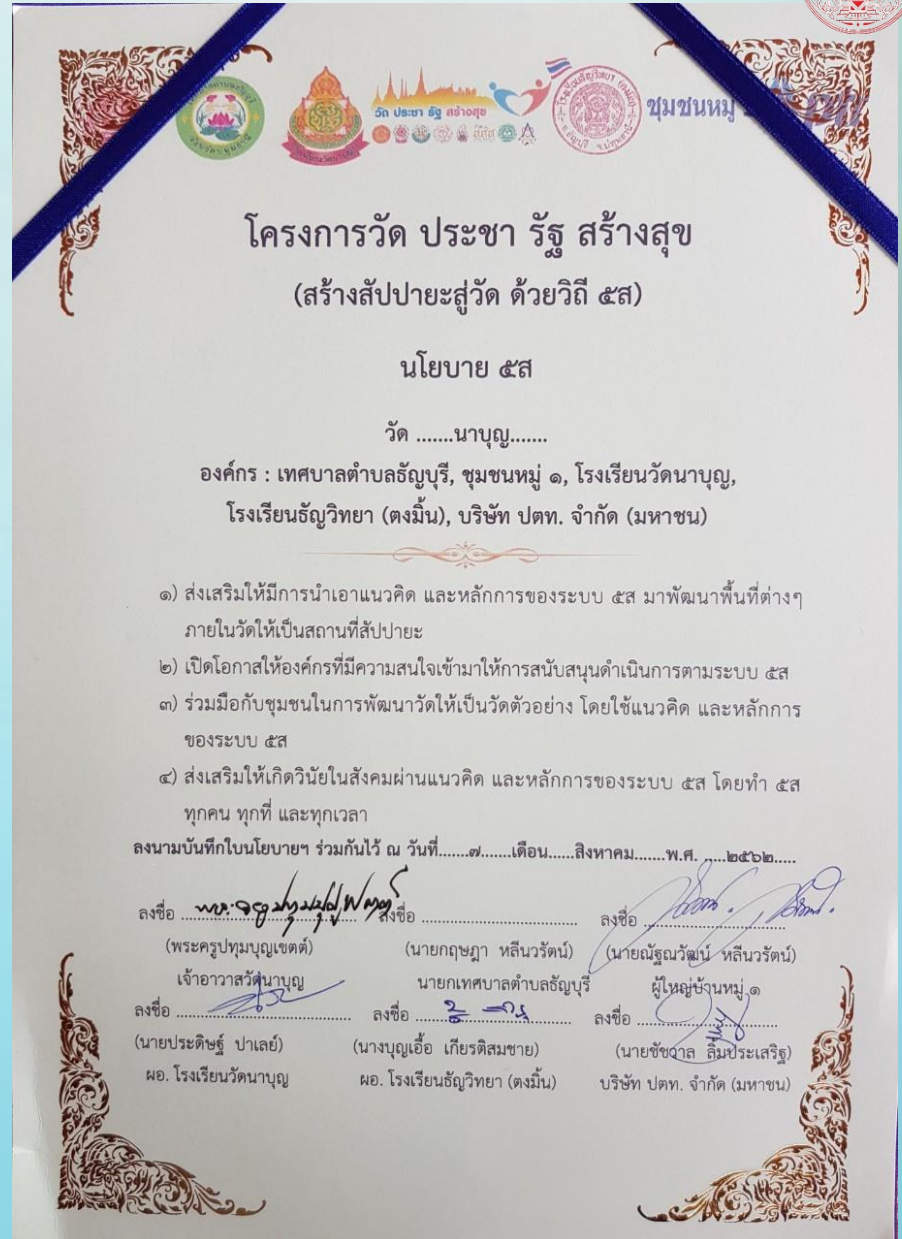 วัด ประชา รัฐ สร้างสุข
ชุมชนหมู่
โครงการวัด ประชา รัฐ สร้างสุข
(สร้างสัปปายะสู่วัด ด้วยวิถี ๕ส)
นโยบาย ๕ส
วัด .......นาบุญ.......
องค์กร : เทศบาลตำบลธัญบุรี, ชุมชนหมู่ ๑, โรงเรียนวัดนาบุญ,
โรงเรียนธัญวิทยา (ตงมิ้น), บริษัท ปตท. จำกัด (มหาชน)
๑) ส่งเสริมให้มีการนำเอาแนวคิด และหลักการของระบบ ๕ส มาพัฒนาพื้นที่ต่างๆ
ภายในวัดให้เป็นสถานที่สัปปายะ
๒) เปิดโอกาสให้องค์กรที่มีความสนใจเข้ามาให้การสนับสนุนดำเนินการตามระบบ ๕ส
๓) ร่วมมือกับชุมชนในการพัฒนาวัดให้เป็นวัดตัวอย่าง โดยใช้แนวคิด และหลักการ
ของระบบ ๕ส
๔) ส่งเสริมให้เกิดวินัยในสังคมผ่านแนวคิด และหลักการของระบบ ๕ส โดยทำ ๕ส
ทุกคน ทุกที่ และทุกเวลา
ลงนามบันทึกใบนโยบายฯ ร่วมกันไว้ ณ วันที่.......๗.......เดือน......สิงหาคม.......พ.ศ. .....๒๕๖๒.....
ลงชื่อ ลงชื่อ ........................... ลงชื่อ ...........................
(พระครูปทุมบุญเขตต์) (นายกฤษฎา หลีนวรัตน์) (นายณัฐณวัฒน์ หลีนวรัตน์)
เจ้าอาวาสวัดนาบุญ นายกเทศบาลตำบลธัญบุรี ผู้ใหญ่บ้านหมู่ ๑
ลงชื่อ ........................... ลงชื่อ ........................... ลงชื่อ ...........................
(นายประดิษฐ์ ปาเลย์) (นางบุญเอื้อ เกียรติสมชาย) (นายชัชวาล ลิ้มประเสริฐ)
ผอ. โรงเรียนวัดนาบุญ ผอ. โรงเรียนธัญวิทยา (ตงมิ้น) บริษัท ปตท. จำกัด (มหาชน)